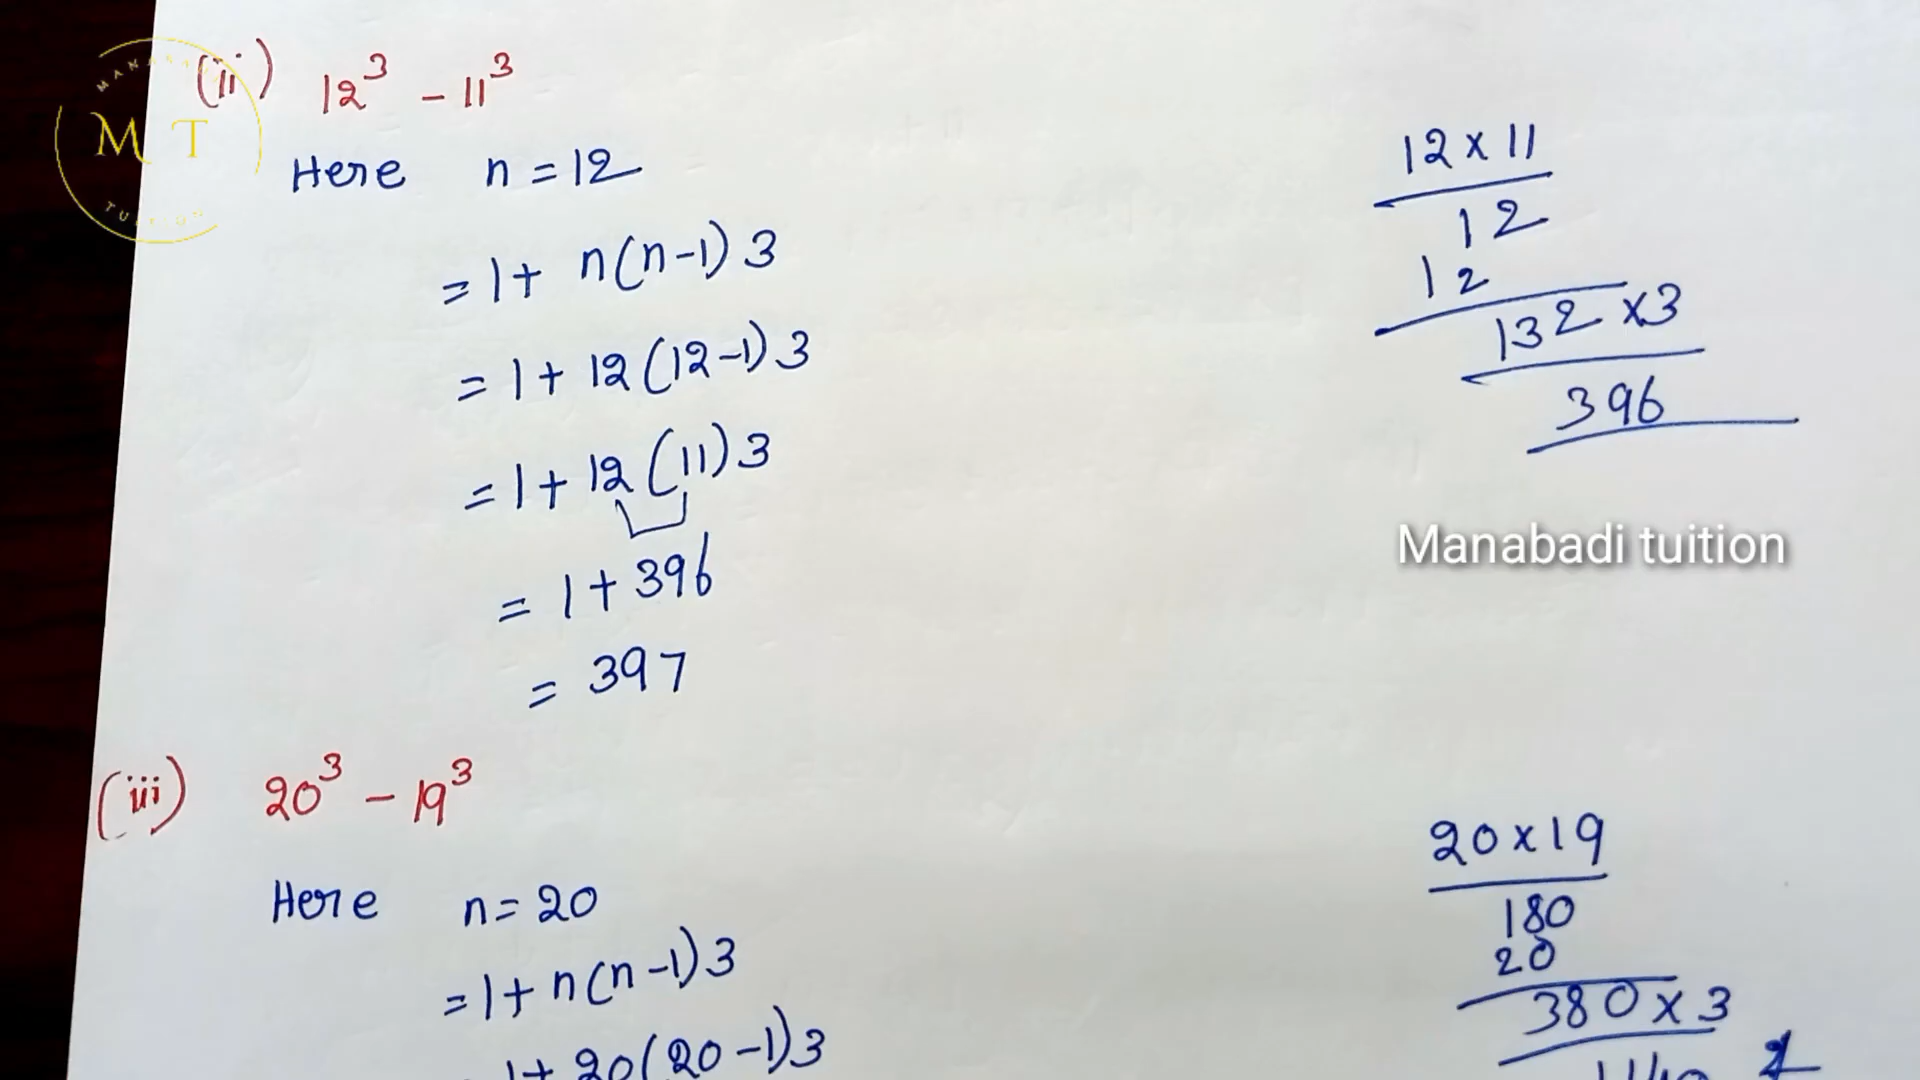 (ii) 12³ - 11³
Here n = 12
= 1 + n(n-1)3
= 1 + 12(12-1)3
= 1 + 12(11)3
= 1 + 396
= 397
12 x 11
12
12
132 x3
396
M T
Manabadi tuition
(iii) 20³ - 19³
Here n = 20
= 1 + n(n-1)3
1 + 20(20-1)3
20 x 19
180
20
380 x 3